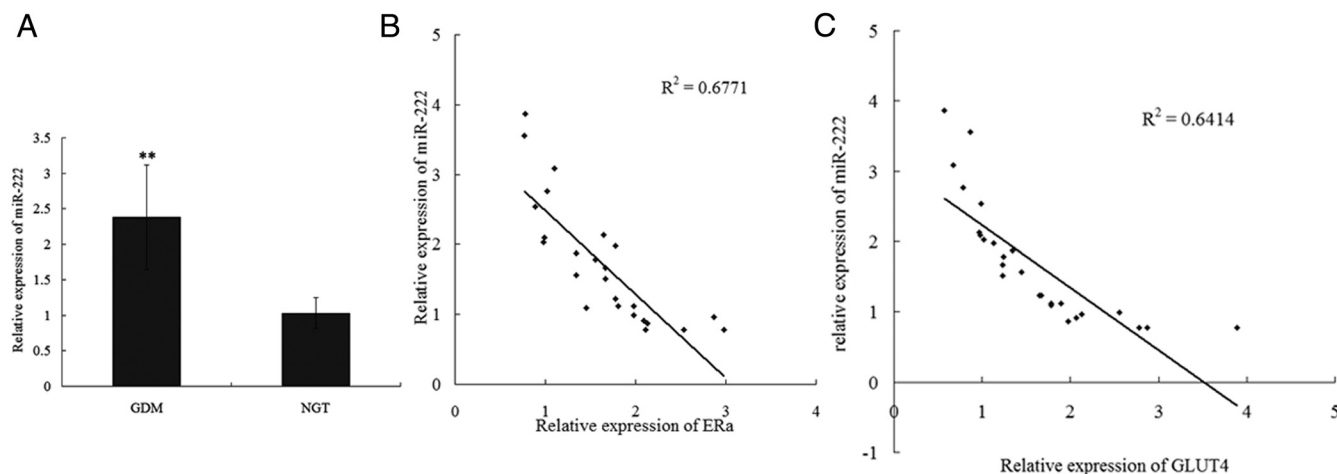 A
Relative expression of miR-222
3.5
3
2.5
2
1.5
1
0.5
0
**
GDM
NGT
B
Relative expression of miR-222
5
4
3
2
1
0
R² = 0.6771
0 1 2 3 4
Relative expression of ERa
C
relative expression of miR-222
5
4
3
2
1
0
-1
R² = 0.6414
0 1 2 3 4 5
Relative expression of GLUT4